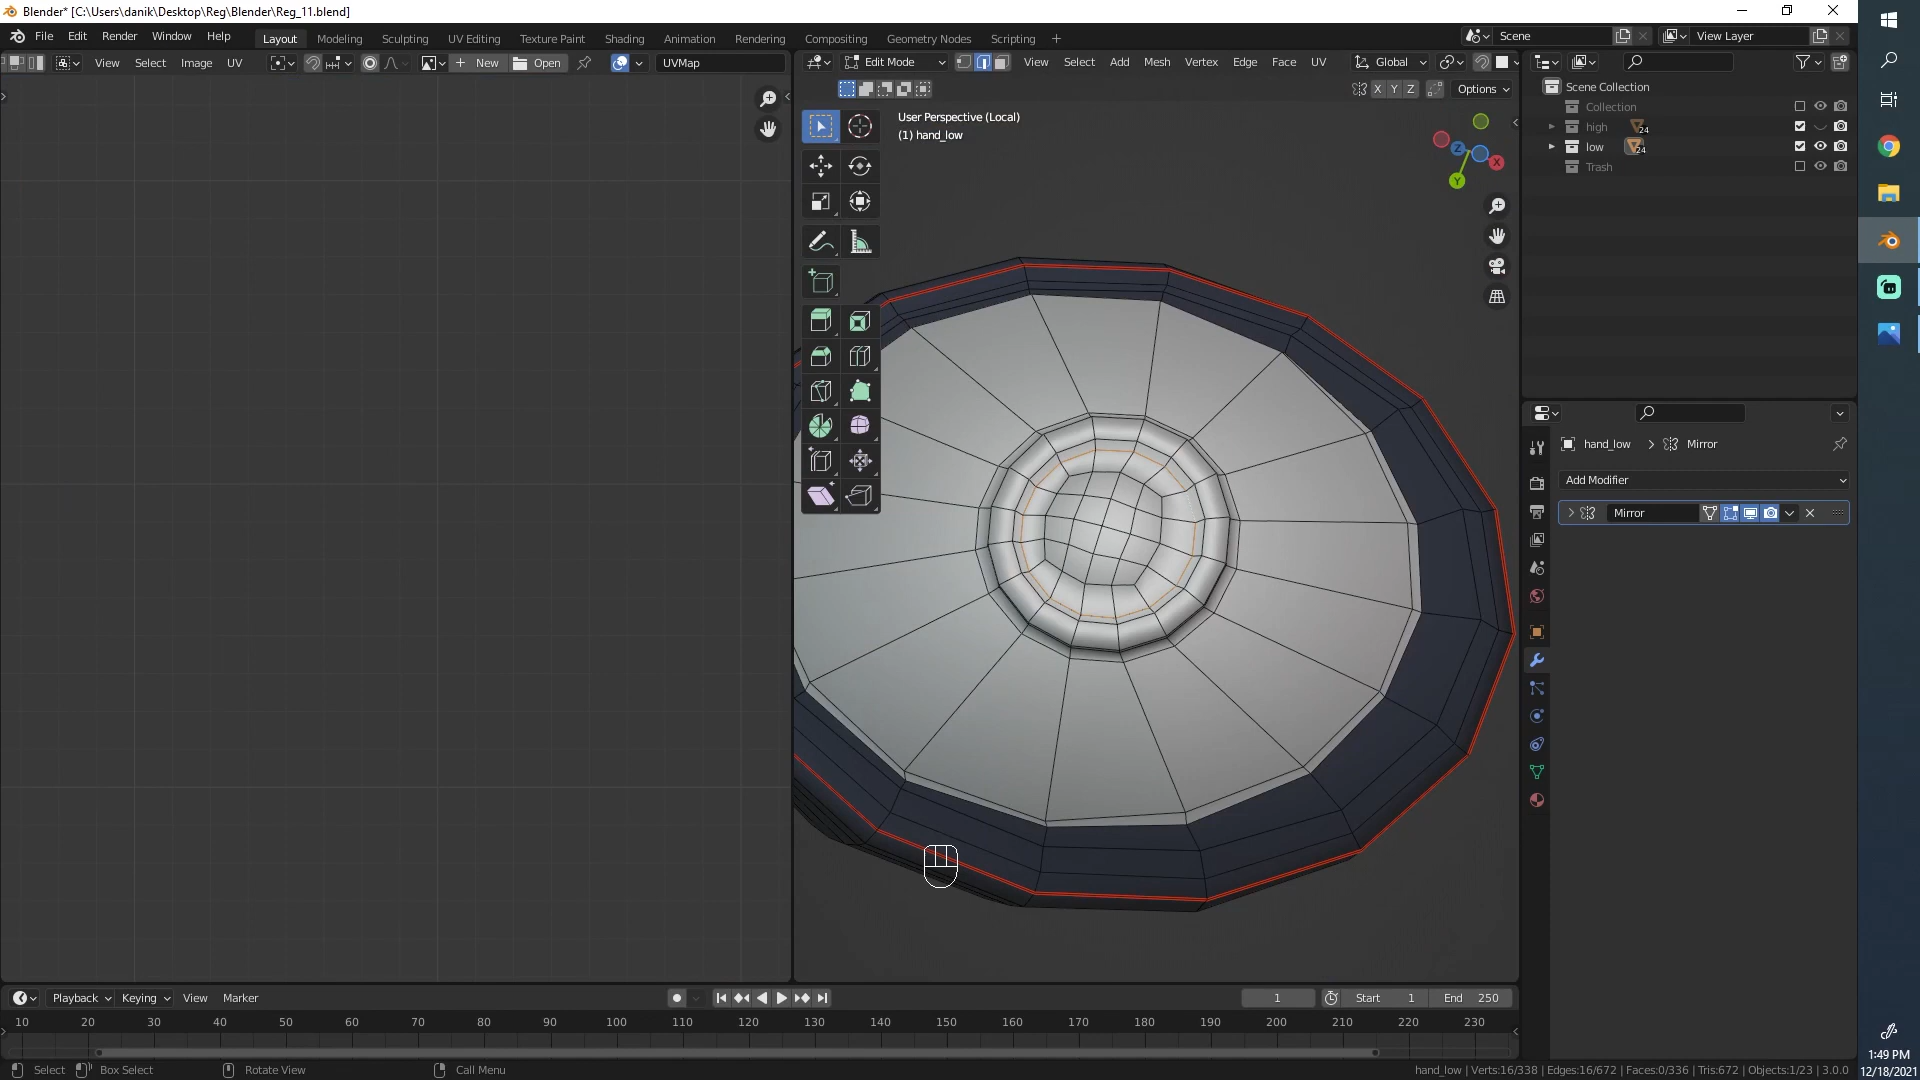 Blender* [C:\Users\danik\Desktop\Reg\Blender\Reg_11.blend]
File Edit Render Window Help
Layout Modeling Sculpting UV Editing Texture Paint Shading Animation Rendering Compositing Geometry Nodes Scripting +
Scene
View Layer
View Select Image UV
New
Open
UVMap
Edit Mode
View Select Add Mesh Vertex Edge Face UV
Global
X Y Z
Options
User Perspective (Local)
(1) hand_low
Z X Y
Scene Collection
Collection
high 24
low 24
Trash
hand_low > Mirror
Add Modifier
Mirror
Playback Keying View Marker
1
Start 1
End 250
10 20 30 40 50 60 70 80 90 100 110 120 130 140 150 160 170 180 190 200 210 220 230
Select Box Select Rotate View Call Menu
hand_low | Verts:16/338 | Edges:16/672 | Faces:0/336 | Tris:672 | Objects:1/23 | 3.0.0
1:49 PM
12/18/2021